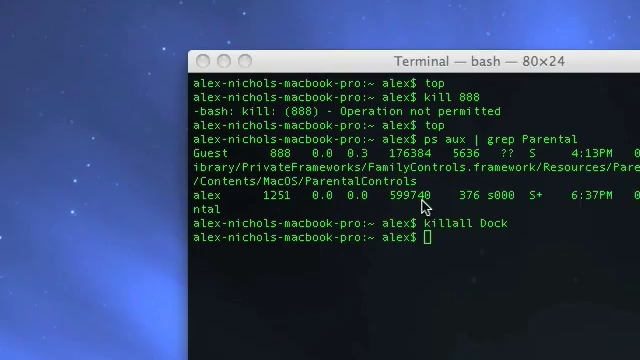 Terminal — bash — 80×24
alex-nichols-macbook-pro:~ alex$ top
alex-nichols-macbook-pro:~ alex$ kill 888
-bash: kill: (888) - Operation not permitted
alex-nichols-macbook-pro:~ alex$ top
alex-nichols-macbook-pro:~ alex$ ps aux | grep Parental
Guest 888 0.0 0.3 176384 5636 ?? S 4:13PM 0
ibrary/PrivateFrameworks/FamilyControls.framework/Resources/Pare
/Contents/MacOS/ParentalControls
alex 1251 0.0 0.0 599740 376 s000 S+ 6:37PM 0
ntal
alex-nichols-macbook-pro:~ alex$ killall Dock
alex-nichols-macbook-pro:~ alex$